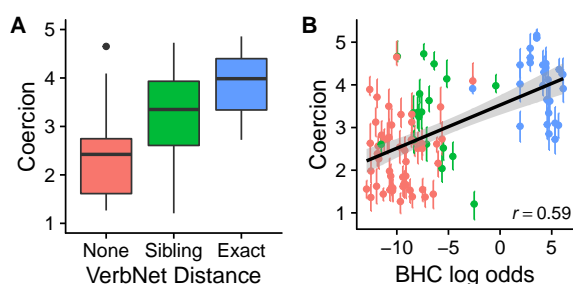 A
Coercion
5
4
3
2
1
None Sibling Exact
VerbNet Distance
B
Coercion
5
4
3
2
1
r = 0.59
−10 −5 0 5
BHC log odds